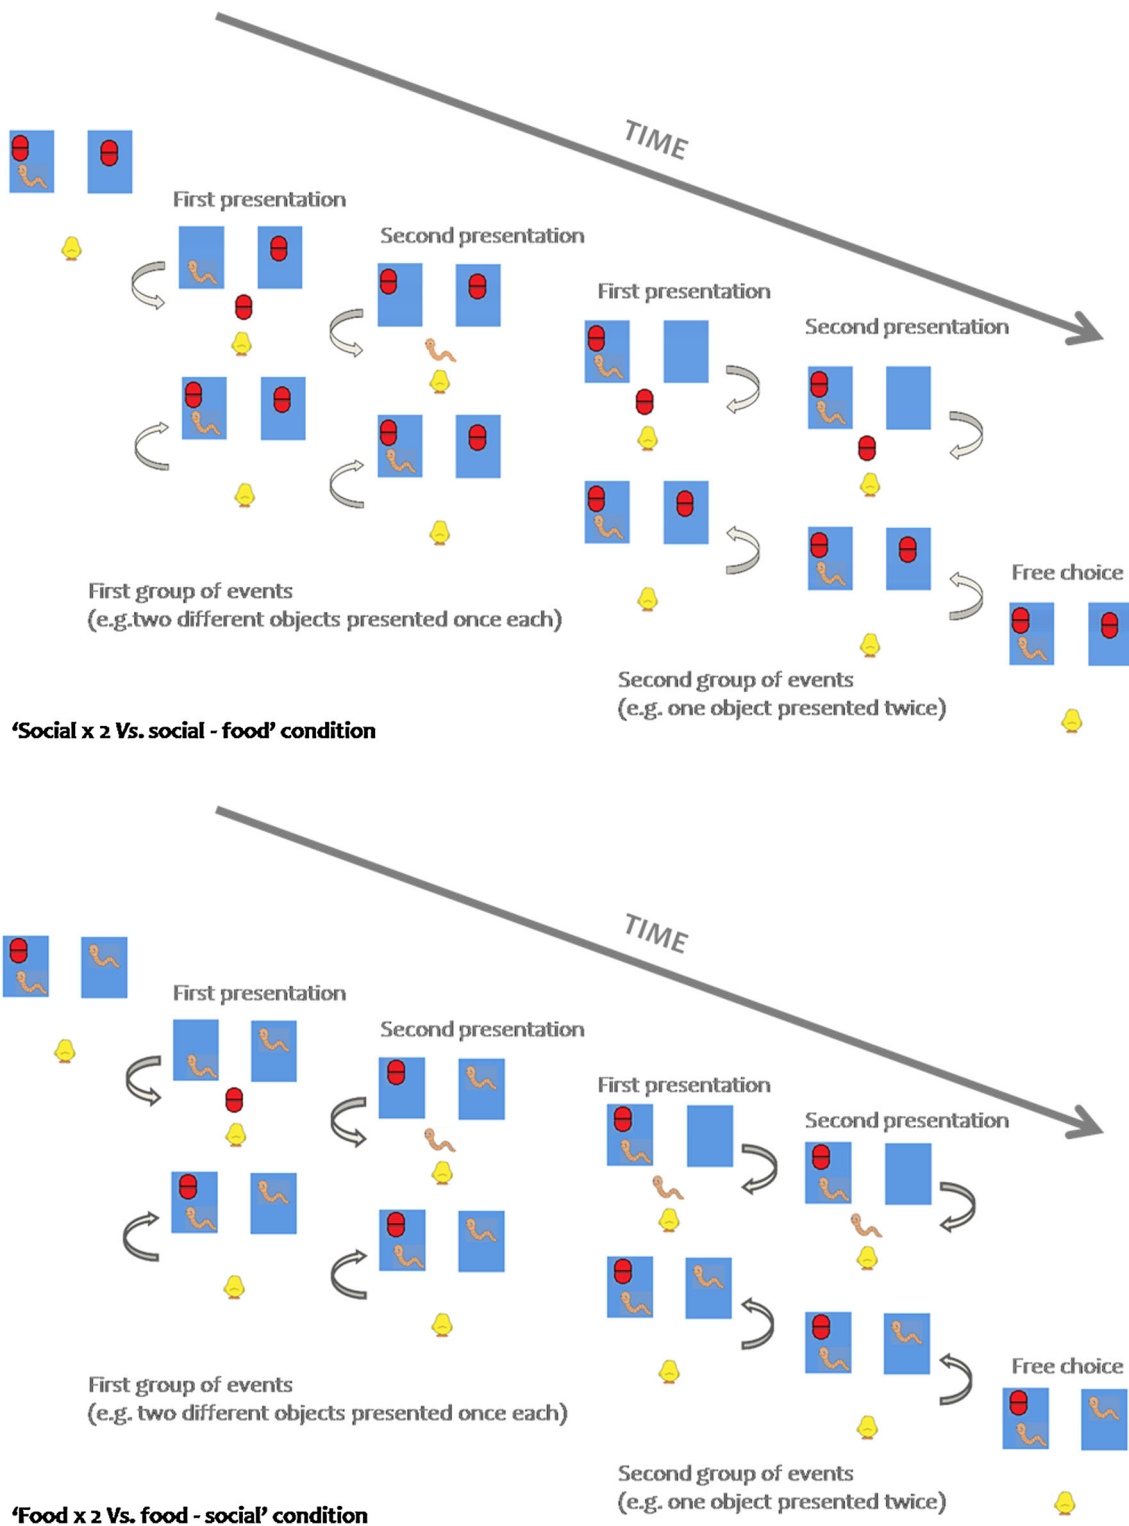 TIME
First presentation
Second presentation
First presentation
Second presentation
First group of events
(e.g.two different objects presented once each)
Free choice
Second group of events
(e.g. one object presented twice)
‘Social x 2 Vs. social - food’ condition
TIME
First presentation
Second presentation
First presentation
Second presentation
First group of events
(e.g. two different objects presented once each)
Free choice
Second group of events
(e.g. one object presented twice)
‘Food x 2 Vs. food - social’ condition